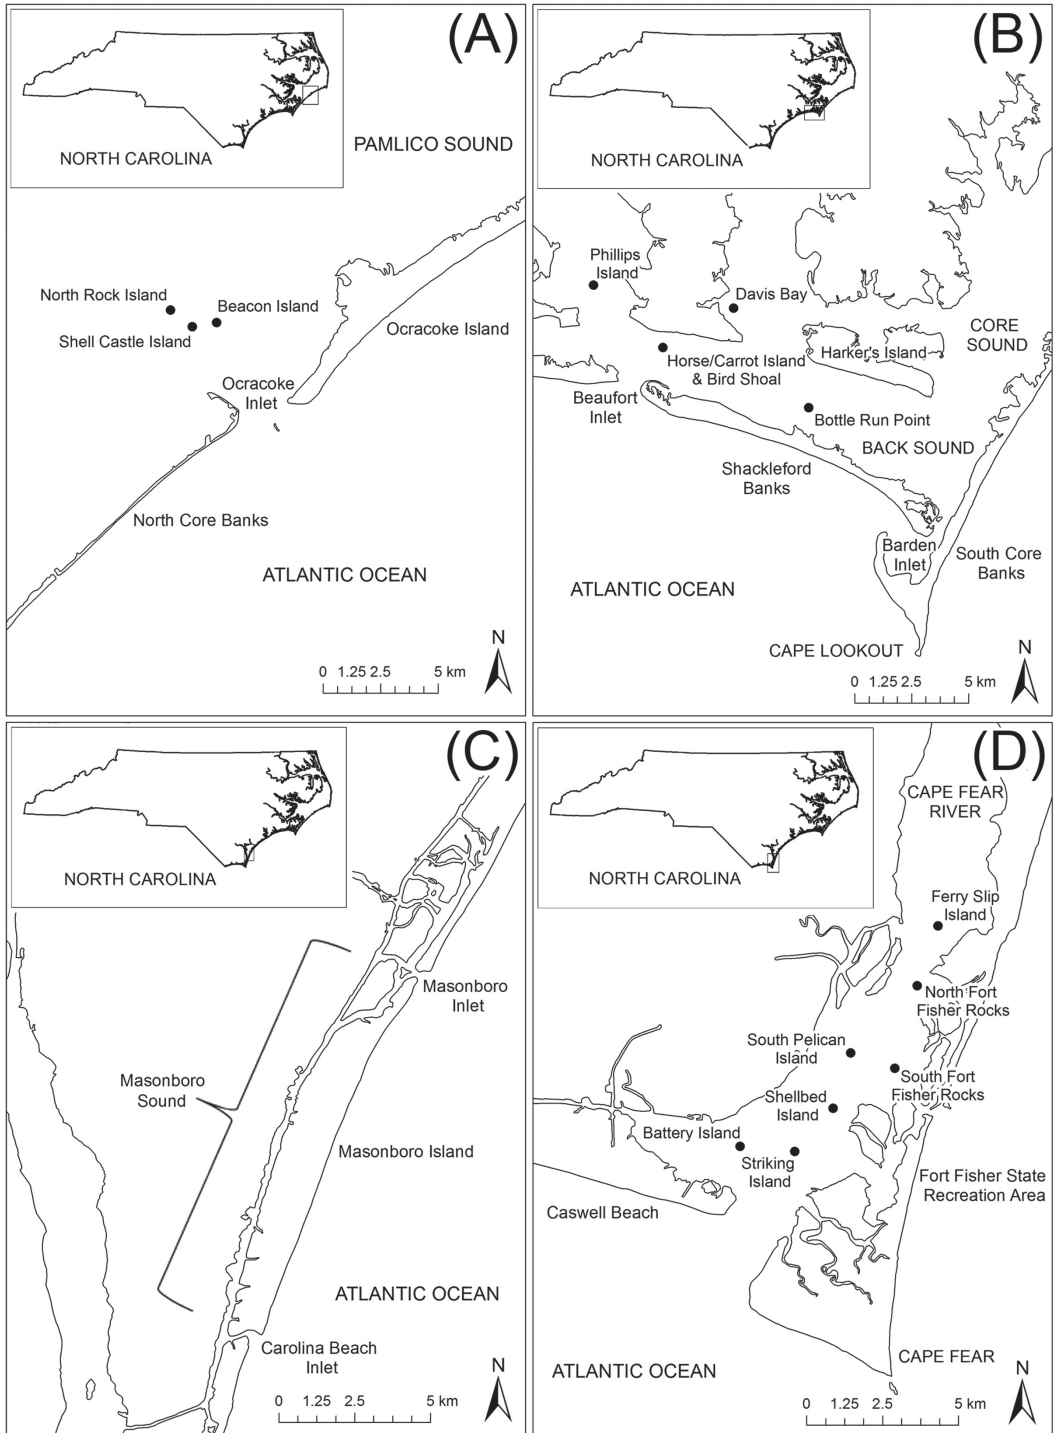 (A)
NORTH CAROLINA
PAMLICO SOUND
North Rock Island
Beacon Island
Shell Castle Island
Ocracoke Island
Ocracoke
Inlet
North Core Banks
ATLANTIC OCEAN
N
0 1.25 2.5 5 km
(B)
NORTH CAROLINA
Phillips
Island
Davis Bay
CORE
SOUND
Harker's Island
Horse/Carrot Island
& Bird Shoal
Beaufort
Inlet
Bottle Run Point
BACK SOUND
Shackleford
Banks
Barden
Inlet
South Core
Banks
ATLANTIC OCEAN
CAPE LOOKOUT
N
0 1.25 2.5 5 km
(C)
NORTH CAROLINA
Masonboro
Inlet
Masonboro
Sound
Masonboro Island
ATLANTIC OCEAN
Carolina Beach
Inlet
N
0 1.25 2.5 5 km
(D)
NORTH CAROLINA
CAPE FEAR
RIVER
Ferry Slip
Island
North Fort
Fisher Rocks
South Pelican
Island
South Fort
Fisher Rocks
Shellbed
Island
Battery Island
Striking
Island
Fort Fisher State
Recreation Area
Caswell Beach
CAPE FEAR
ATLANTIC OCEAN
N
0 1.25 2.5 5 km